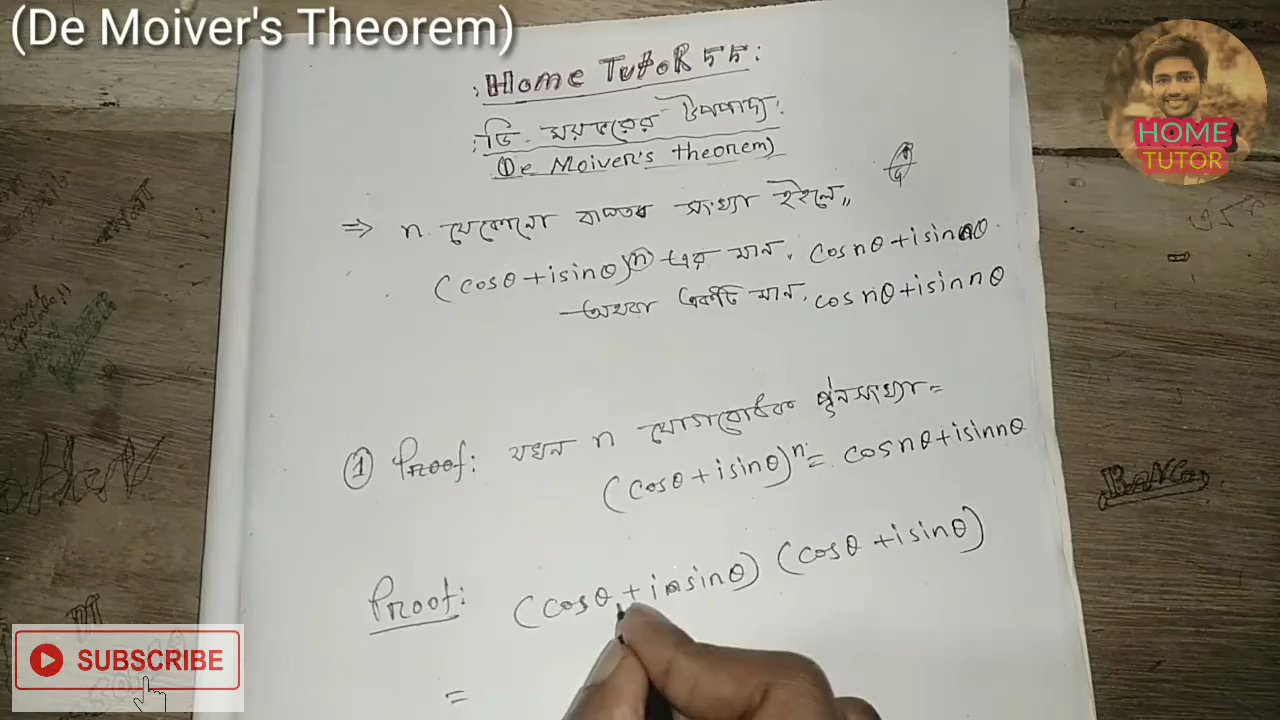 (De Moiver's Theorem)
HOME
TUTOR
: Home TutoR 55 :
: ডি. ময়ভরের উপপাদ্য :
(De Moiver's theorem)
⇒ n যেকোনো বাস্তব সংখ্যা হইলে,,
(cosθ + isinθ)ⁿ এর মান, cosnθ + isinnθ.
অথবা একটি মান, cosnθ + isinnθ
① Proof: যখন n যোগবোধক পূর্নসংখ্যা =
(cosθ + isinθ)ⁿ = cosnθ + isinnθ
Proof: (cosθ + isinθ) (cosθ + isinθ)
=
SUBSCRIBE